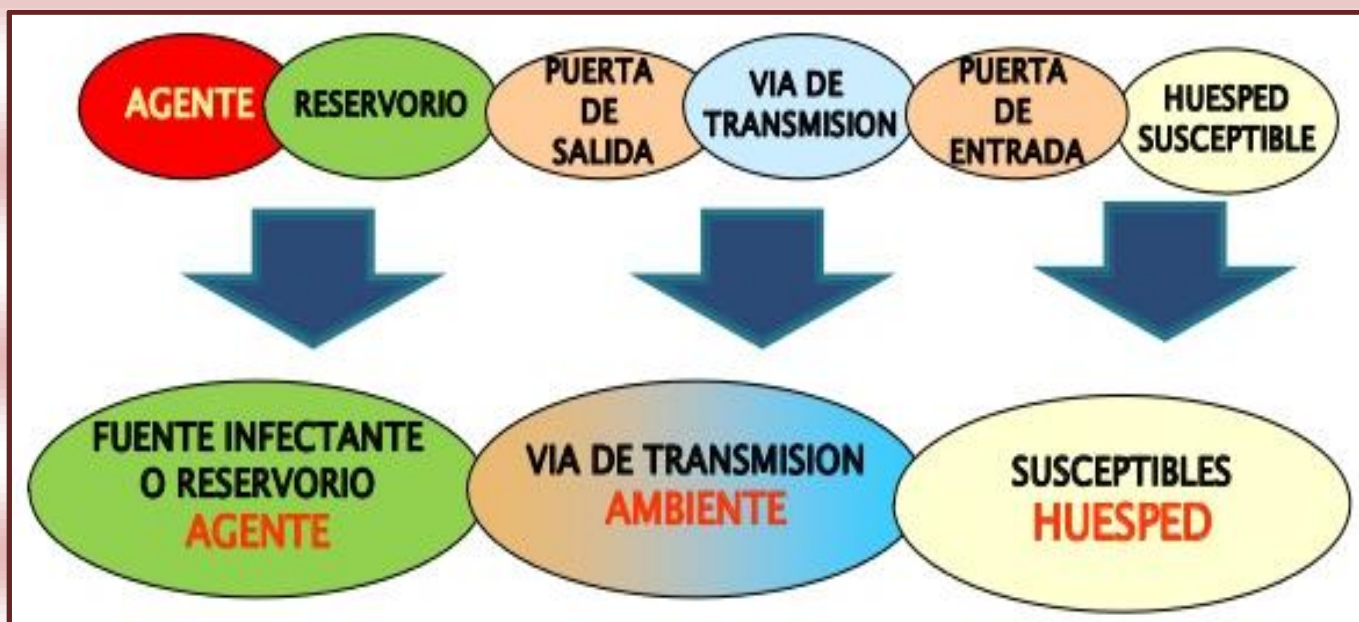 AGENTE
RESERVORIO
PUERTA
DE
SALIDA
VIA DE
TRANSMISION
PUERTA
DE
ENTRADA
HUESPED
SUSCEPTIBLE
FUENTE INFECTANTE
O RESERVORIO
AGENTE
VIA DE TRANSMISION
AMBIENTE
SUSCEPTIBLES
HUESPED